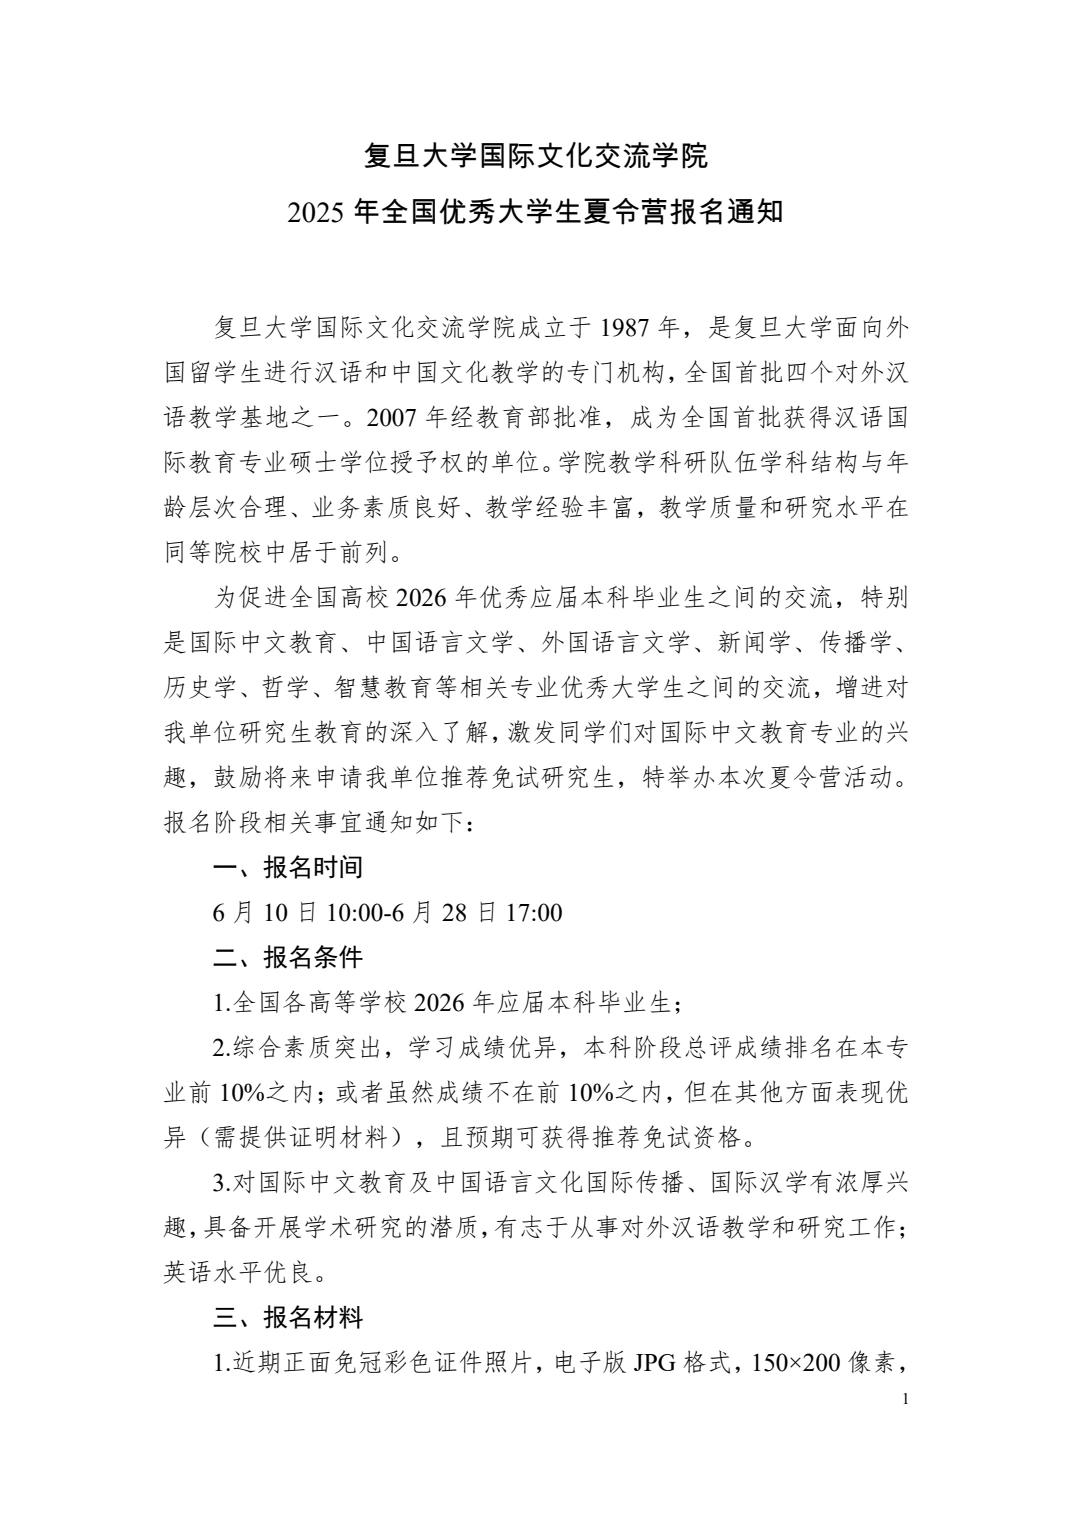 复旦大学国际文化交流学院
2025 年全国优秀大学生夏令营报名通知
复旦大学国际文化交流学院成立于 1987 年，是复旦大学面向外
国留学生进行汉语和中国文化教学的专门机构，全国首批四个对外汉
语教学基地之一。2007 年经教育部批准，成为全国首批获得汉语国
际教育专业硕士学位授予权的单位。学院教学科研队伍学科结构与年
龄层次合理、业务素质良好、教学经验丰富，教学质量和研究水平在
同等院校中居于前列。
为促进全国高校 2026 年优秀应届本科毕业生之间的交流，特别
是国际中文教育、中国语言文学、外国语言文学、新闻学、传播学、
历史学、哲学、智慧教育等相关专业优秀大学生之间的交流，增进对
我单位研究生教育的深入了解，激发同学们对国际中文教育专业的兴
趣，鼓励将来申请我单位推荐免试研究生，特举办本次夏令营活动。
报名阶段相关事宜通知如下：
一、报名时间
6 月 10 日 10:00-6 月 28 日 17:00
二、报名条件
1.全国各高等学校 2026 年应届本科毕业生；
2.综合素质突出，学习成绩优异，本科阶段总评成绩排名在本专
业前 10%之内；或者虽然成绩不在前 10%之内，但在其他方面表现优
异（需提供证明材料），且预期可获得推荐免试资格。
3.对国际中文教育及中国语言文化国际传播、国际汉学有浓厚兴
趣，具备开展学术研究的潜质，有志于从事对外汉语教学和研究工作；
英语水平优良。
三、报名材料
1.近期正面免冠彩色证件照片，电子版 JPG 格式，150×200 像素，
1